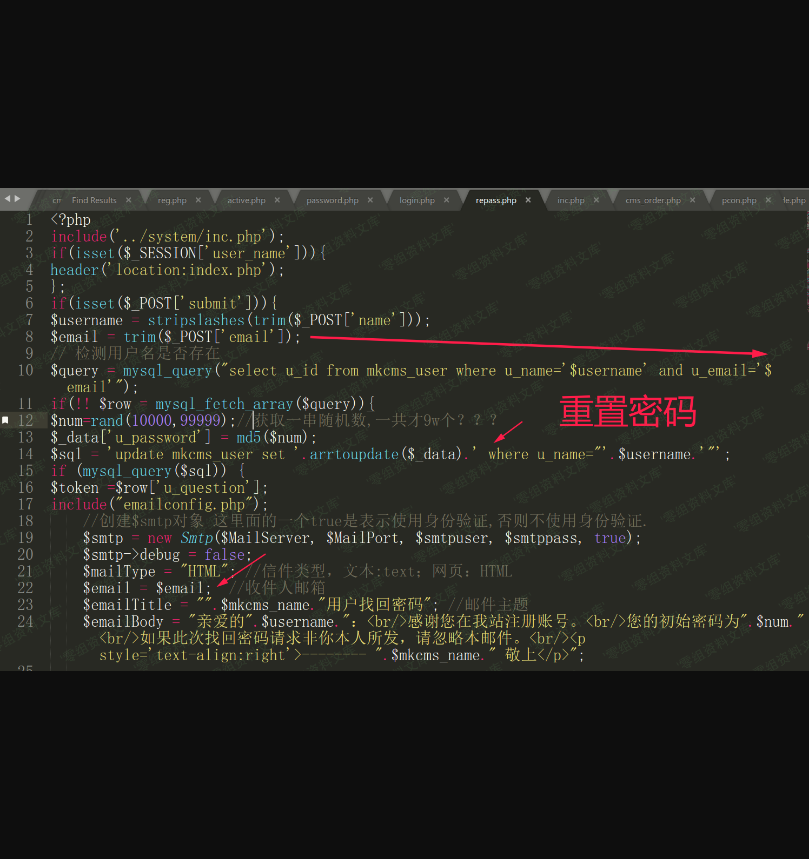 cm Find Results × reg.php × active.php × password.php × login.php × repass.php × inc.php × cms_order.php × pcon.php × le.php
1 <?php
2 include('../system/inc.php');
3 if(isset($_SESSION['user_name'])){
4 header('location:index.php');
5 };
6 if(isset($_POST['submit'])){
7 $username = stripslashes(trim($_POST['name']));
8 $email = trim($_POST['email']);
9 // 检测用户名是否存在
10 $query = mysql_query("select u_id from mkcms_user where u_name='$username' and u_email='$
email'");
11 if(!! $row = mysql_fetch_array($query)){
12 $num=rand(10000,99999);//获取一串随机数,一共才9w个？？？
重置密码
13 $_data['u_password'] = md5($num);
14 $sql = 'update mkcms_user set '.arrtoupdate($_data).' where u_name="'.$username.'"';
15 if (mysql_query($sql)) {
16 $token =$row['u_question'];
17 include("emailconfig.php");
18 //创建$smtp对象 这里面的一个true是表示使用身份验证,否则不使用身份验证.
19 $smtp = new Smtp($MailServer, $MailPort, $smtpuser, $smtppass, true);
20 $smtp->debug = false;
21 $mailType = "HTML"; //信件类型，文本:text；网页：HTML
22 $email = $email; //收件人邮箱
23 $emailTitle = "".$mkcms_name."用户找回密码"; //邮件主题
24 $emailBody = "亲爱的".$username."：<br/>感谢您在我站注册账号。<br/>您的初始密码为".$num."
<br/>如果此次找回密码请求非你本人所发，请忽略本邮件。<br/><p
style='text-align:right'>-------- ".$mkcms_name." 敬上</p>";
25
零组资料文库